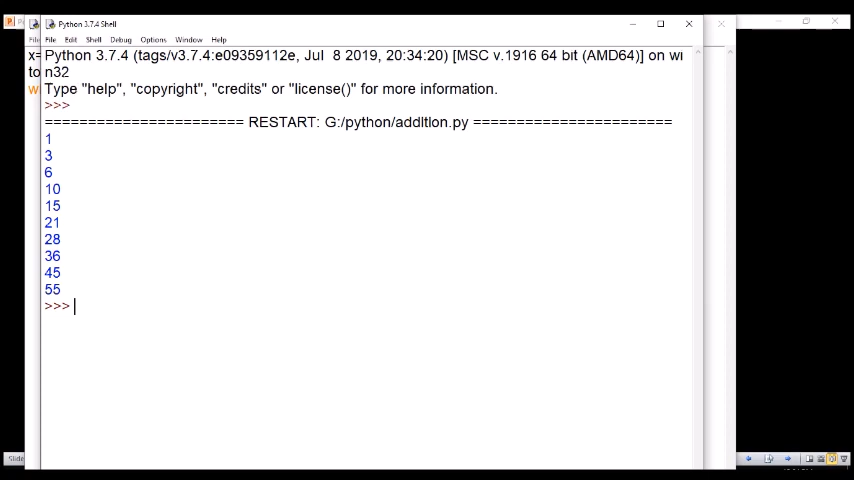 Python 3.7.4 Shell
File Edit Shell Debug Options Window Help
Python 3.7.4 (tags/v3.7.4:e09359112e, Jul 8 2019, 20:34:20) [MSC v.1916 64 bit (AMD64)] on wi
n32
Type "help", "copyright", "credits" or "license()" for more information.
>>>
======================= RESTART: G:/python/addition.py =======================
1
3
6
10
15
21
28
36
45
55
>>>
x=
to
w
Slide